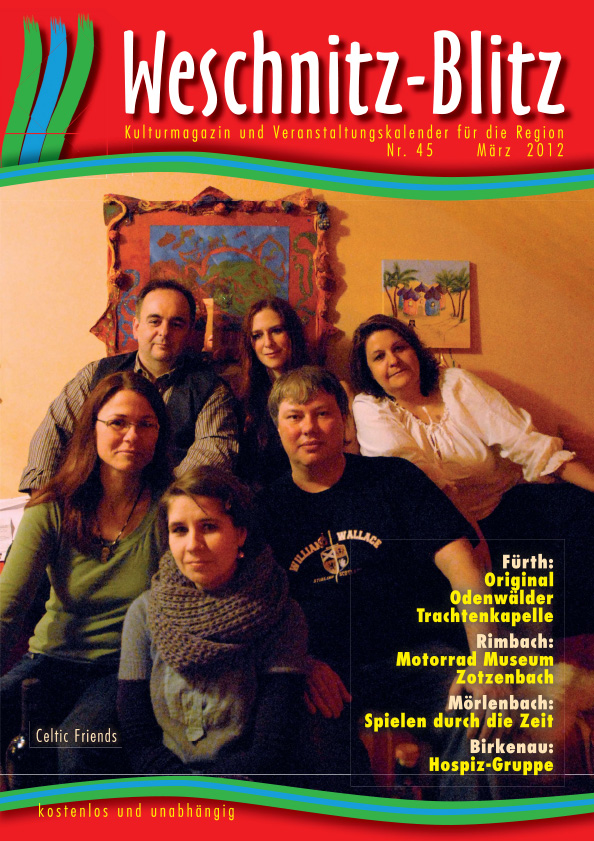 Weschnitz-Blitz
Kulturmagazin und Veranstaltungskalender für die Region
Nr. 45 März 2012
WILLIAM WALLACE
Fürth:
Original
Odenwälder
Trachtenkapelle
Rimbach:
Motorrad Museum
Zotzenbach
Mörlenbach:
Spielen durch die Zeit
Birkenau:
Hospiz-Gruppe
Celtic Friends
kostenlos und unabhängig